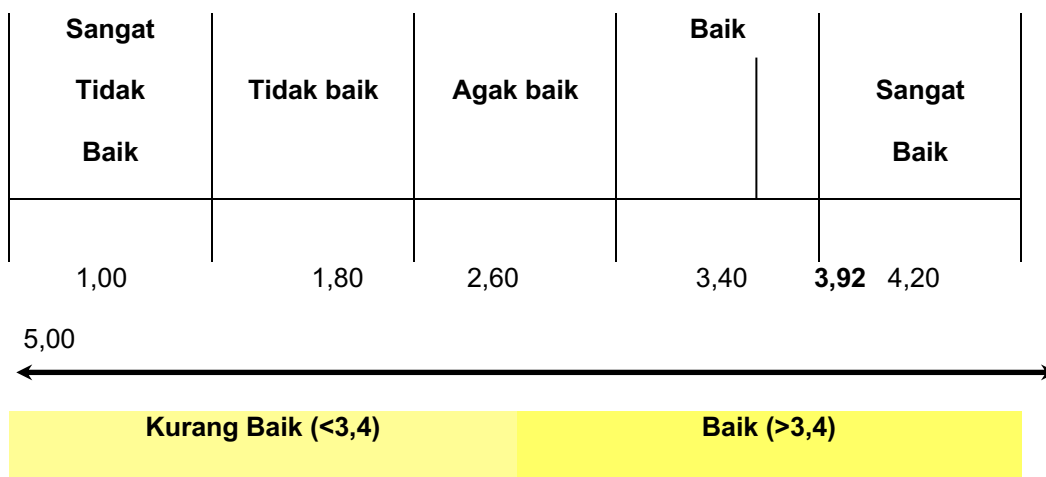 Sangat Baik
Tidak Tidak baik Agak baik Sangat
Baik Baik
1,00 1,80 2,60 3,40 3,92 4,20
5,00
Kurang Baik (<3,4) Baik (>3,4)